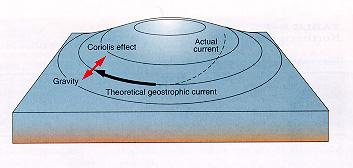 Actual
current
Coriolis effect
Gravity
Theoretical geostrophic current